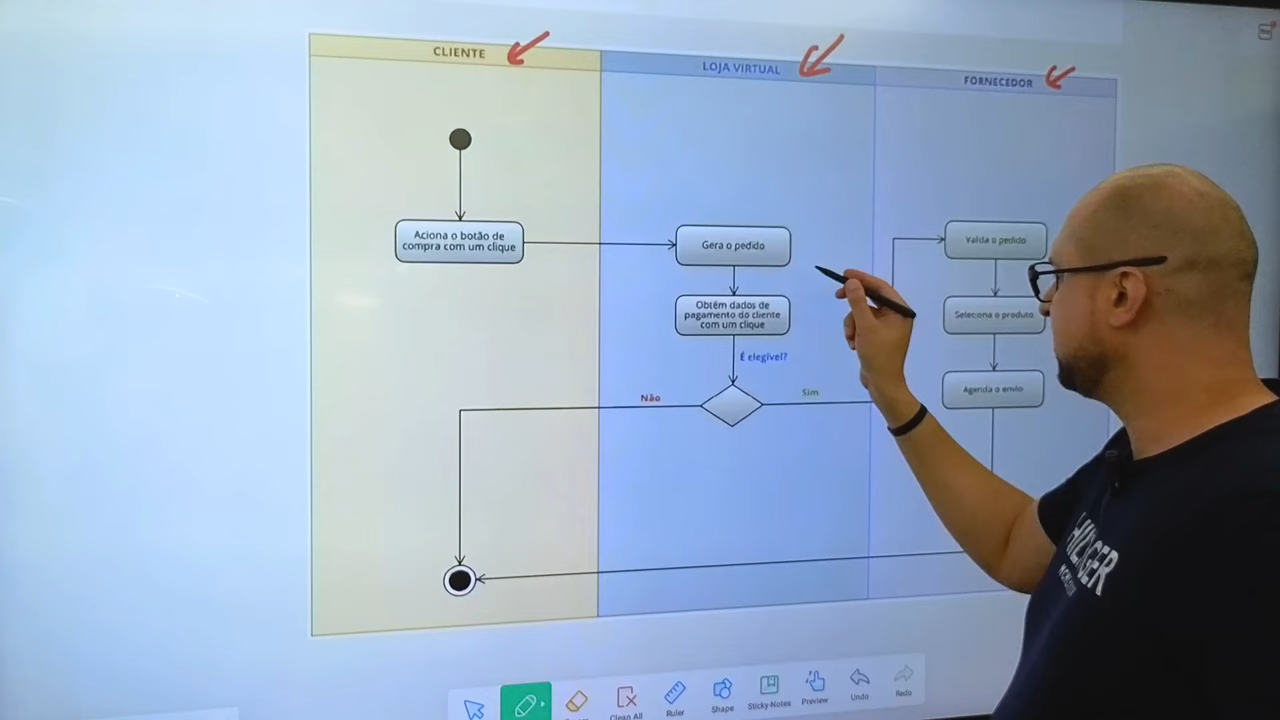 CLIENTE
LOJA VIRTUAL
FORNECEDOR
Aciona o botão de
compra com um clique
Gera o pedido
Valida o pedido
Obtém dados de
pagamento do cliente
com um clique
Seleciona o produto
É elegível?
Agenda o envio
Não
Sim
Clean All
Ruler
Shape
Sticky-Notes
Preview
Undo
Redo